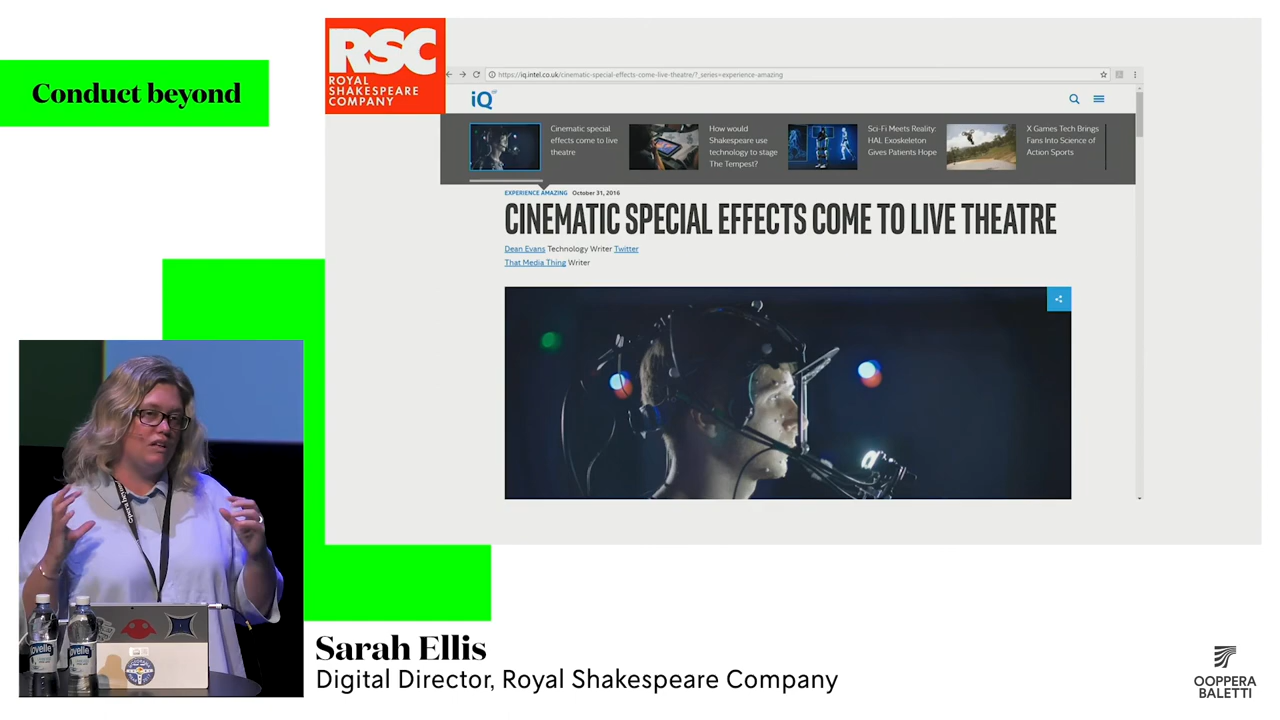 Conduct beyond
RSC
ROYAL
SHAKESPEARE
COMPANY
https://iq.intel.co.uk/cinematic-special-effects-come-to-live-theatre/?_series=experience-amazing
iQ
Cinematic special
effects come to live
theatre
How would
Shakespeare use
technology to stage
The Tempest?
Sci-Fi Meets Reality:
HAL Exoskeleton
Gives Patients Hope
X Games Tech Brings
Fans Into Science of
Action Sports
EXPERIENCE AMAZING October 31, 2016
CINEMATIC SPECIAL EFFECTS COME TO LIVE THEATRE
Dean Evans Technology Writer Twitter
That Media Thing Writer
Sarah Ellis
Digital Director, Royal Shakespeare Company
OOPPERA
BALETTI